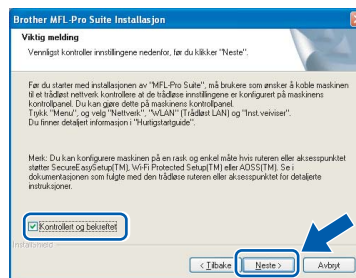 Brother MFL-Pro Suite Installasjon
Viktig melding
Vennligst kontroller innstillingene nedenfor, før du klikker "Neste".
Før du starter med installasjonen av "MFL-Pro Suite", må brukere som ønsker å koble maskinen
til et trådløst nettverk kontrollere at de trådløse innstillingene er konfigurert på maskinens
kontrollpanel. Du kan gjøre dette på maskinens kontrollpanel.
Trykk "Menu", og velg "Nettverk", "WLAN" (Trådløst LAN) og "Inst.veiviser".
Du finner detaljert informasjon i "Hurtigstartguide".
Merk: Du kan konfigurere maskinen på en rask og enkel måte hvis ruteren eller aksesspunktet
støtter SecureEasySetup(TM), Wi-Fi Protected Setup(TM) eller AOSS(TM). Se i
dokumentasjonen som fulgte med den trådløse ruteren eller aksesspunktet for detaljerte
instruksjoner.
Kontrollert og bekreftet
InstallShield
< Tilbake Neste > Avbryt